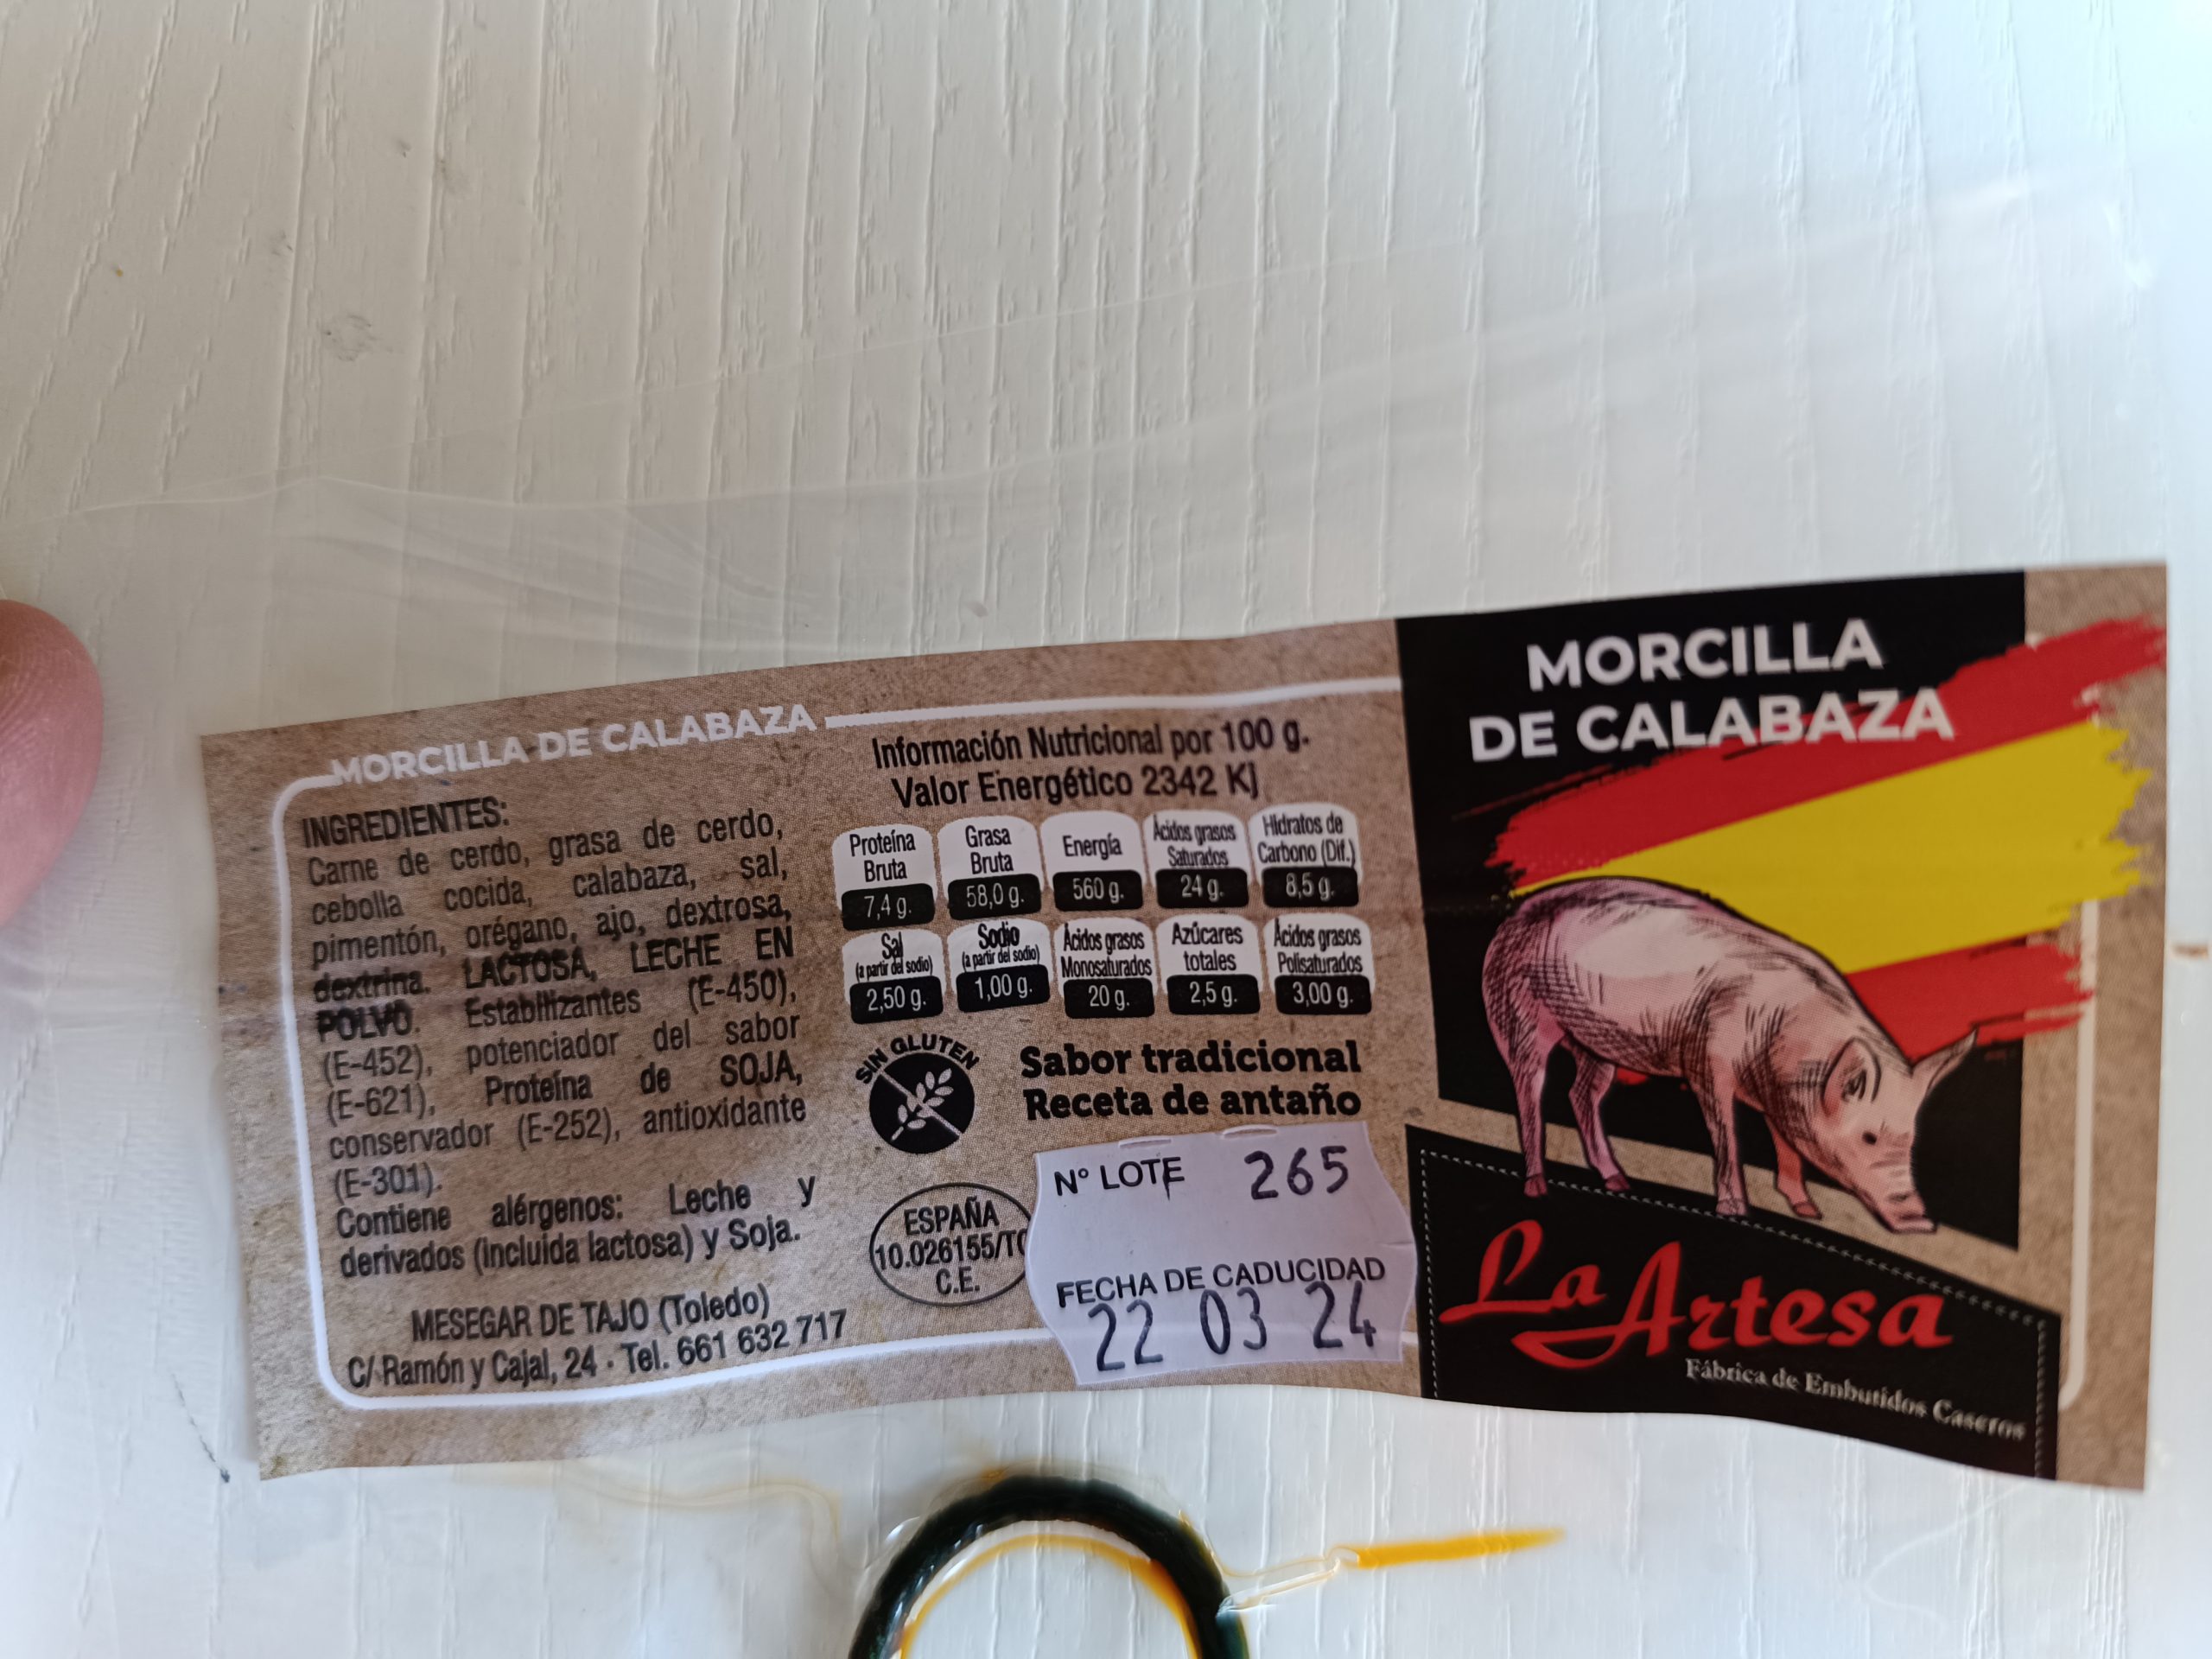 MORCILLA DE CALABAZA
INGREDIENTES:
Carne de cerdo, grasa de cerdo,
cebolla cocida, calabaza, sal,
pimentón, orégano, ajo, dextrosa,
dextrina. LACTOSA, LECHE EN
POLVO. Estabilizantes (E-450),
(E-452), potenciador del sabor
(E-621), Proteína de SOJA,
conservador (E-252), antioxidante
(E-301).
Contiene alérgenos: Leche y
derivados (incluida lactosa) y Soja.
MESEGAR DE TAJO (Toledo)
C/ Ramón y Cajal, 24 · Tel. 661 632 717
Información Nutricional por 100 g.
Valor Energético 2342 KJ
Proteína
Bruta
7,4 g.
Grasa
Bruta
58,0 g.
Energía
560 g.
Ácidos grasos
Saturados
24 g.
Hidratos de
Carbono (Dif.)
8,5 g.
Sal
(a partir del sodio)
2,50 g.
Sodio
(a partir del sodio)
1,00 g.
Ácidos grasos
Monosaturados
20 g.
Azúcares
totales
2,5 g.
Ácidos grasos
Polisaturados
3,00 g.
SIN GLUTEN
Sabor tradicional
Receta de antaño
ESPAÑA
10.026155/TO
C.E.
Nº LOTE 265
FECHA DE CADUCIDAD
22 03 24
MORCILLA
DE CALABAZA
La Artesa
Fábrica de Embutidos Caseros